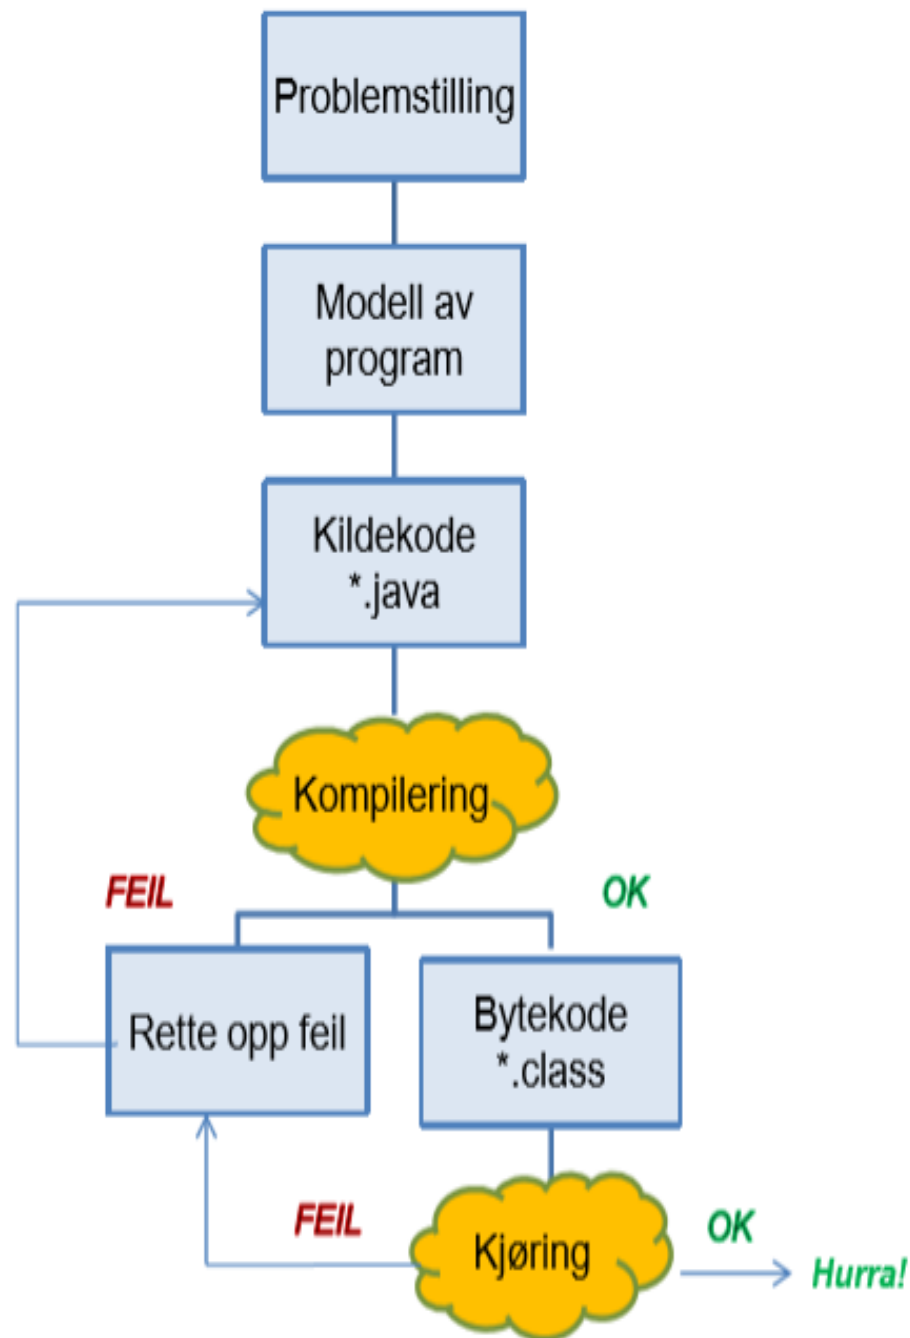 Problemstilling
Modell av
program
Kildekode
*.java
Kompilering
FEIL
OK
Rette opp feil
Bytekode
*.class
FEIL
OK
Kjøring
Hurra!